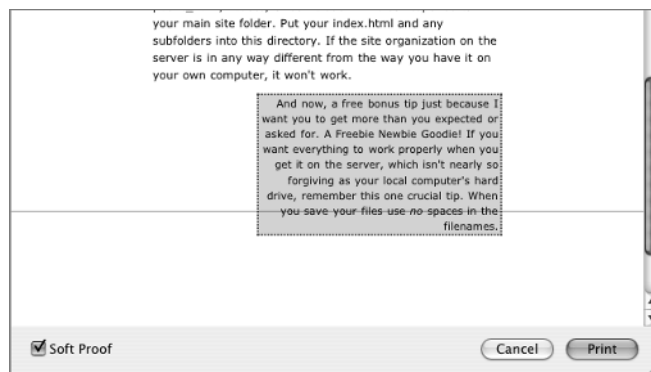 your main site folder. Put your index.html and any
subfolders into this directory. If the site organization on the
server is in any way different from the way you have it on
your own computer, it won't work.
And now, a free bonus tip just because I
want you to get more than you expected or
asked for. A Freebie Newbie Goodie! If you
want everything to work properly when you
get it on the server, which isn't nearly so
forgiving as your local computer's hard
drive, remember this one crucial tip. When
you save your files use no spaces in the
filenames.
Soft Proof
Cancel Print